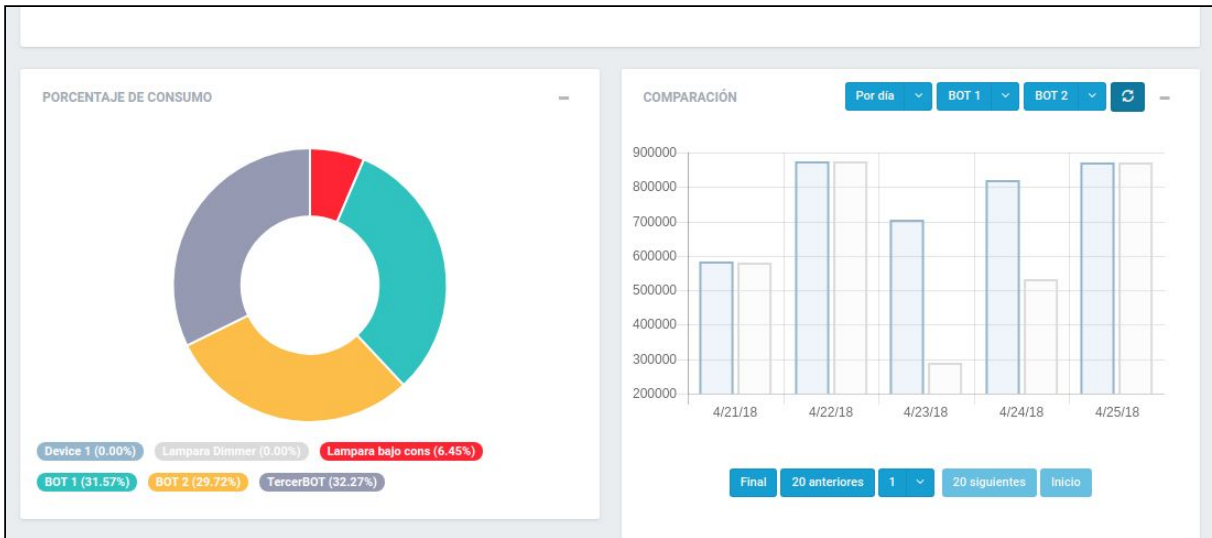 PORCENTAJE DE CONSUMO
Device 1 (0.00%) Lampara Dimmer (0.00%) Lampara bajo cons (6.45%)
BOT 1 (31.57%) BOT 2 (29.72%) TercerBOT (32.27%)
COMPARACIÓN Por día BOT 1 BOT 2
900000
800000
700000
600000
500000
400000
300000
200000
4/21/18 4/22/18 4/23/18 4/24/18 4/25/18
Final 20 anteriores 1 20 siguientes Inicio